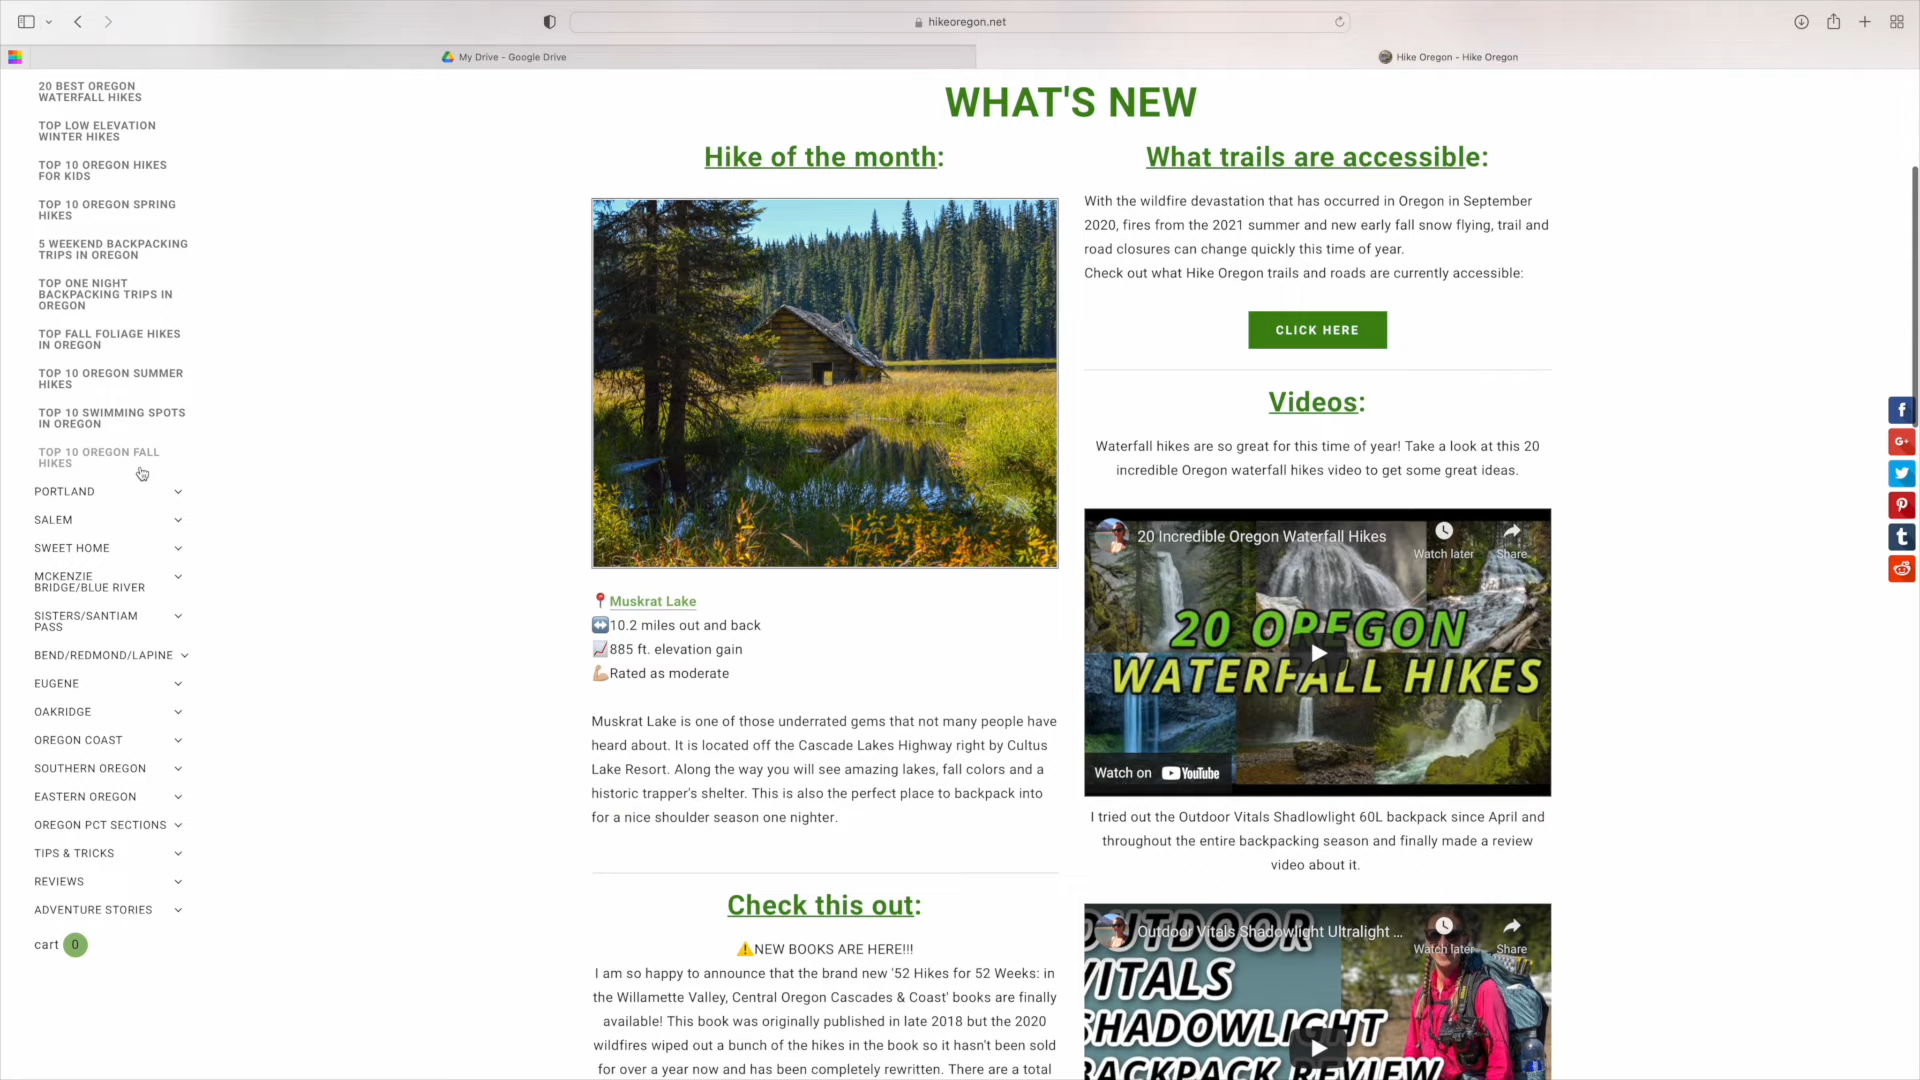 hikeoregon.net
My Drive - Google Drive
Hike Oregon - Hike Oregon
20 BEST OREGON
WATERFALL HIKES
TOP LOW ELEVATION
WINTER HIKES
TOP 10 OREGON HIKES
FOR KIDS
TOP 10 OREGON SPRING
HIKES
5 WEEKEND BACKPACKING
TRIPS IN OREGON
TOP ONE NIGHT
BACKPACKING TRIPS IN
OREGON
TOP FALL FOLIAGE HIKES
IN OREGON
TOP 10 OREGON SUMMER
HIKES
TOP 10 SWIMMING SPOTS
IN OREGON
TOP 10 OREGON FALL
HIKES
PORTLAND
SALEM
SWEET HOME
MCKENZIE
BRIDGE/BLUE RIVER
SISTERS/SANTIAM
PASS
BEND/REDMOND/LAPINE
EUGENE
OAKRIDGE
OREGON COAST
SOUTHERN OREGON
EASTERN OREGON
OREGON PCT SECTIONS
TIPS & TRICKS
REVIEWS
ADVENTURE STORIES
cart 0
WHAT'S NEW
Hike of the month:
📍Muskrat Lake
↔️10.2 miles out and back
📈885 ft. elevation gain
💪🏼Rated as moderate
Muskrat Lake is one of those underrated gems that not many people have
heard about. It is located off the Cascade Lakes Highway right by Cultus
Lake Resort. Along the way you will see amazing lakes, fall colors and a
historic trapper's shelter. This is also the perfect place to backpack into
for a nice shoulder season one nighter.
Check this out:
⚠️NEW BOOKS ARE HERE!!!
I am so happy to announce that the brand new '52 Hikes for 52 Weeks: in
the Willamette Valley, Central Oregon Cascades & Coast' books are finally
available! This book was originally published in late 2018 but the 2020
wildfires wiped out a bunch of the hikes in the book so it hasn't been sold
for over a year now and has been completely rewritten. There are a total
What trails are accessible:
With the wildfire devastation that has occurred in Oregon in September
2020, fires from the 2021 summer and new early fall snow flying, trail and
road closures can change quickly this time of year.
Check out what Hike Oregon trails and roads are currently accessible:
CLICK HERE
Videos:
Waterfall hikes are so great for this time of year! Take a look at this 20
incredible Oregon waterfall hikes video to get some great ideas.
20 Incredible Oregon Waterfall Hikes
Watch later
Share
20 OREGON
WATERFALL HIKES
Watch on YouTube
I tried out the Outdoor Vitals Shadlowlight 60L backpack since April and
throughout the entire backpacking season and finally made a review
video about it.
Outdoor Vitals Shadowlight Ultralight ...
Watch later
Share
OUTDOOR
VITALS
SHADOWLIGHT
BACKPACK REVIEW
f
G+
t